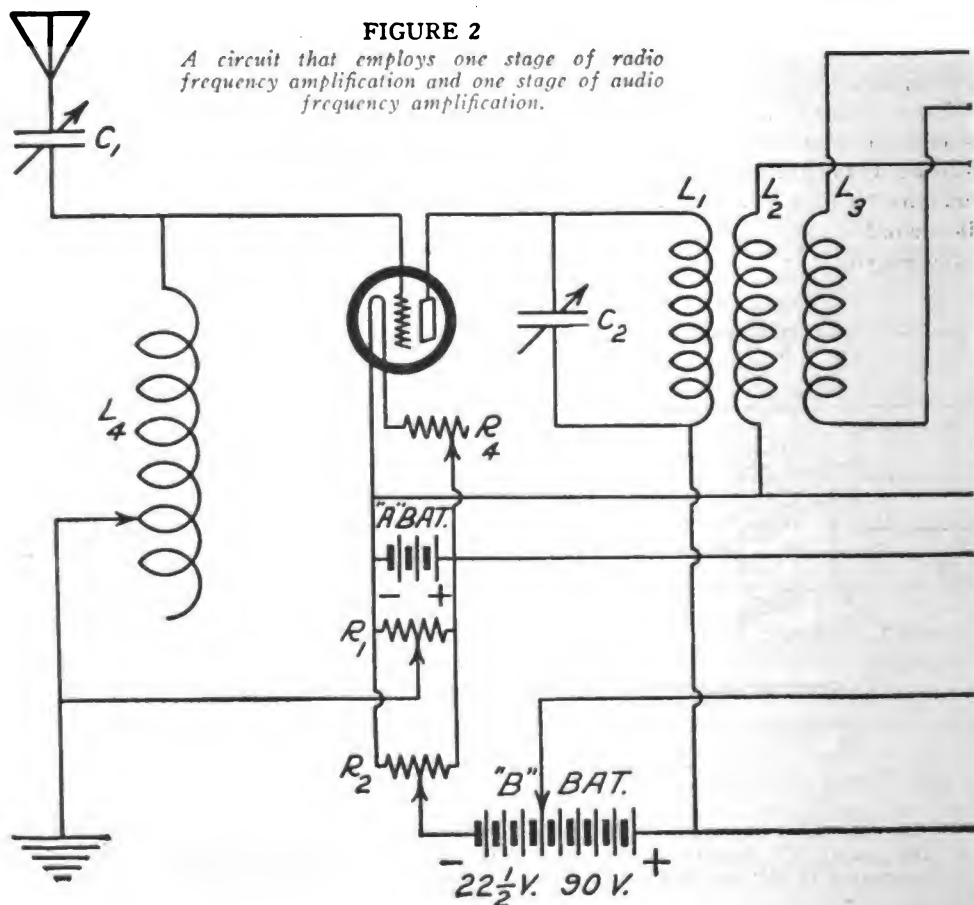 FIGURE 2
A circuit that employs one stage of radio
frequency amplification and one stage of audio
frequency amplification.
C1
L1 L2 L3
C2
L4
R4
"A" BAT.
- +
R1
R2
"B" BAT.
- +
22½ V. 90 V.